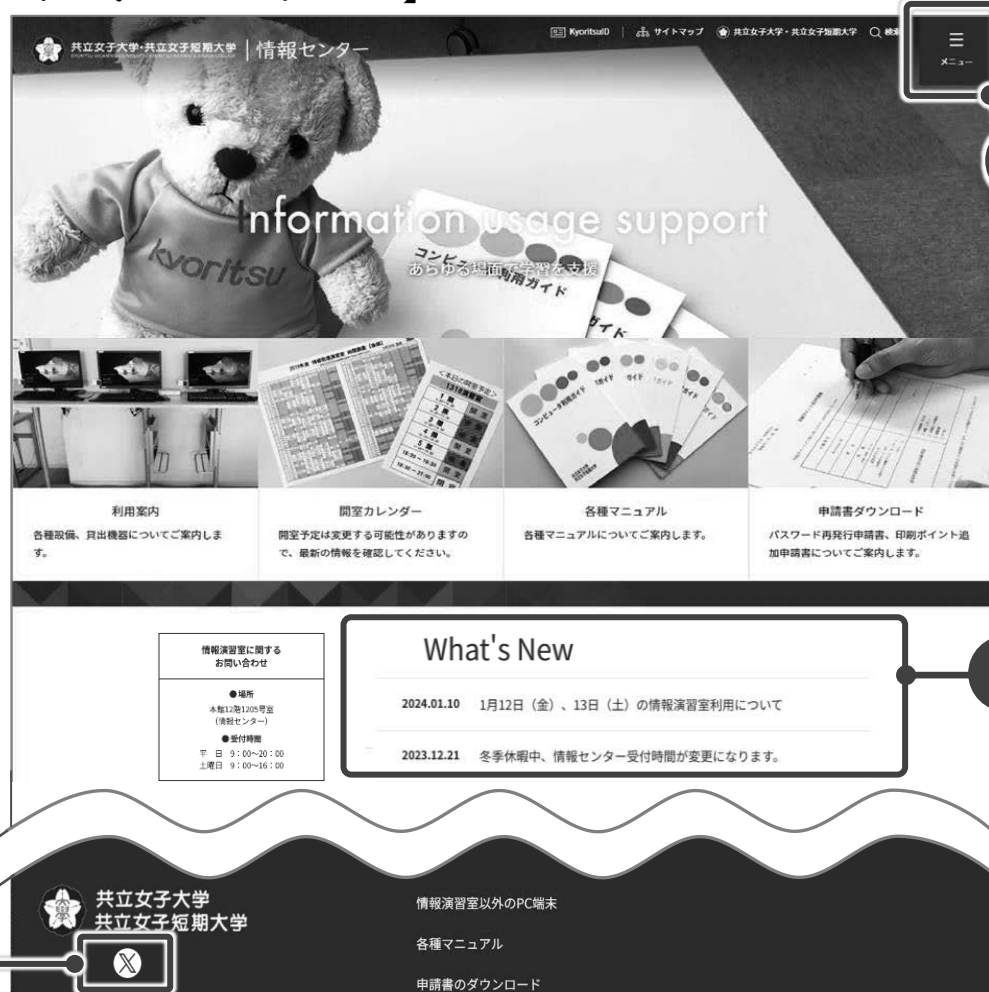 KyoritsuID
サイトマップ
共立女子大学・共立女子短期大学
共立女子大学・共立女子短期大学
情報センター
メニュー
Information usage support
あらゆる場面で学習を支援
kyoritsu
コンピュータ利用ガイド
利用案内
各種設備、貸出機器についてご案内しま
す。
開室カレンダー
開室予定は変更する可能性がありますの
で、最新の情報を確認してください。
各種マニュアル
各種マニュアルについてご案内します。
申請書ダウンロード
パスワード再発行申請書、印刷ポイント追
加申請書についてご案内します。
情報演習室に関する
お問い合わせ
●場所
本館12階1205号室
(情報センター)
●受付時間
平 日 9:00~20:00
土曜日 9:00~16:00
What's New
2024.01.10 1月12日（金）、13日（土）の情報演習室利用について
2023.12.21 冬季休暇中、情報センター受付時間が変更になります。
共立女子大学
共立女子短期大学
X
情報演習室以外のPC端末
各種マニュアル
申請書のダウンロード